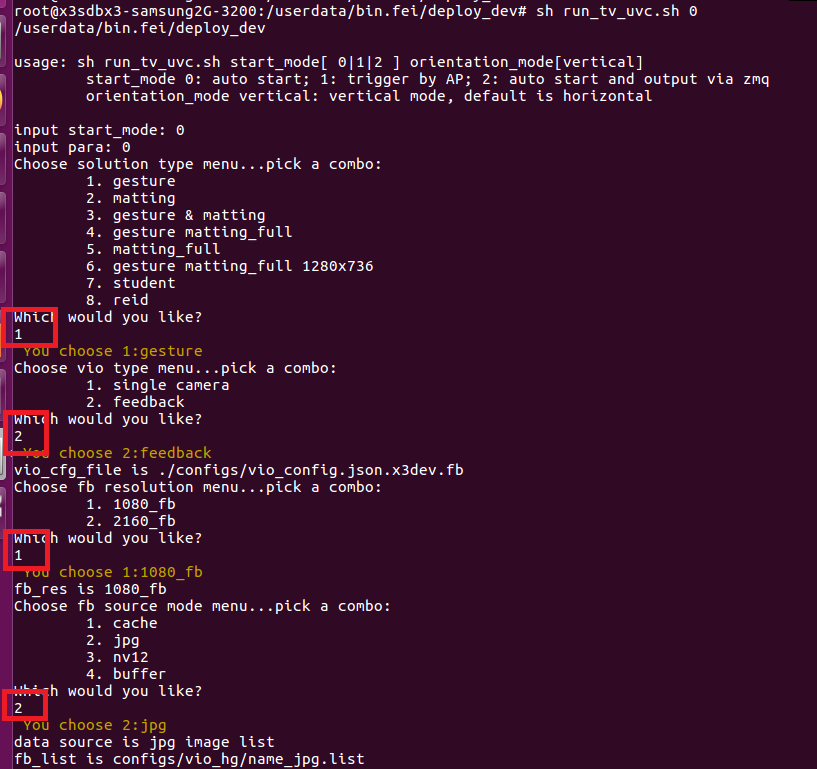 root@x3sdbx3-samsung2G-3200:/userdata/bin.fei/deploy_dev# sh run_tv_uvc.sh 0
/userdata/bin.fei/deploy_dev
usage: sh run_tv_uvc.sh start_mode[ 0|1|2 ] orientation_mode[vertical]
start_mode 0: auto start; 1: trigger by AP; 2: auto start and output via zmq
orientation_mode vertical: vertical mode, default is horizontal
input start_mode: 0
input para: 0
Choose solution type menu...pick a combo:
1. gesture
2. matting
3. gesture & matting
4. gesture matting_full
5. matting_full
6. gesture matting_full 1280x736
7. student
8. reid
Which would you like?
1
You choose 1:gesture
Choose vio type menu...pick a combo:
1. single camera
2. feedback
Which would you like?
2
You choose 2:feedback
vio_cfg_file is ./configs/vio_config.json.x3dev.fb
Choose fb resolution menu...pick a combo:
1. 1080_fb
2. 2160_fb
Which would you like?
1
You choose 1:1080_fb
fb_res is 1080_fb
Choose fb source mode menu...pick a combo:
1. cache
2. jpg
3. nv12
4. buffer
Which would you like?
2
You choose 2:jpg
data source is jpg image list
fb_list is configs/vio_hg/name_jpg.list